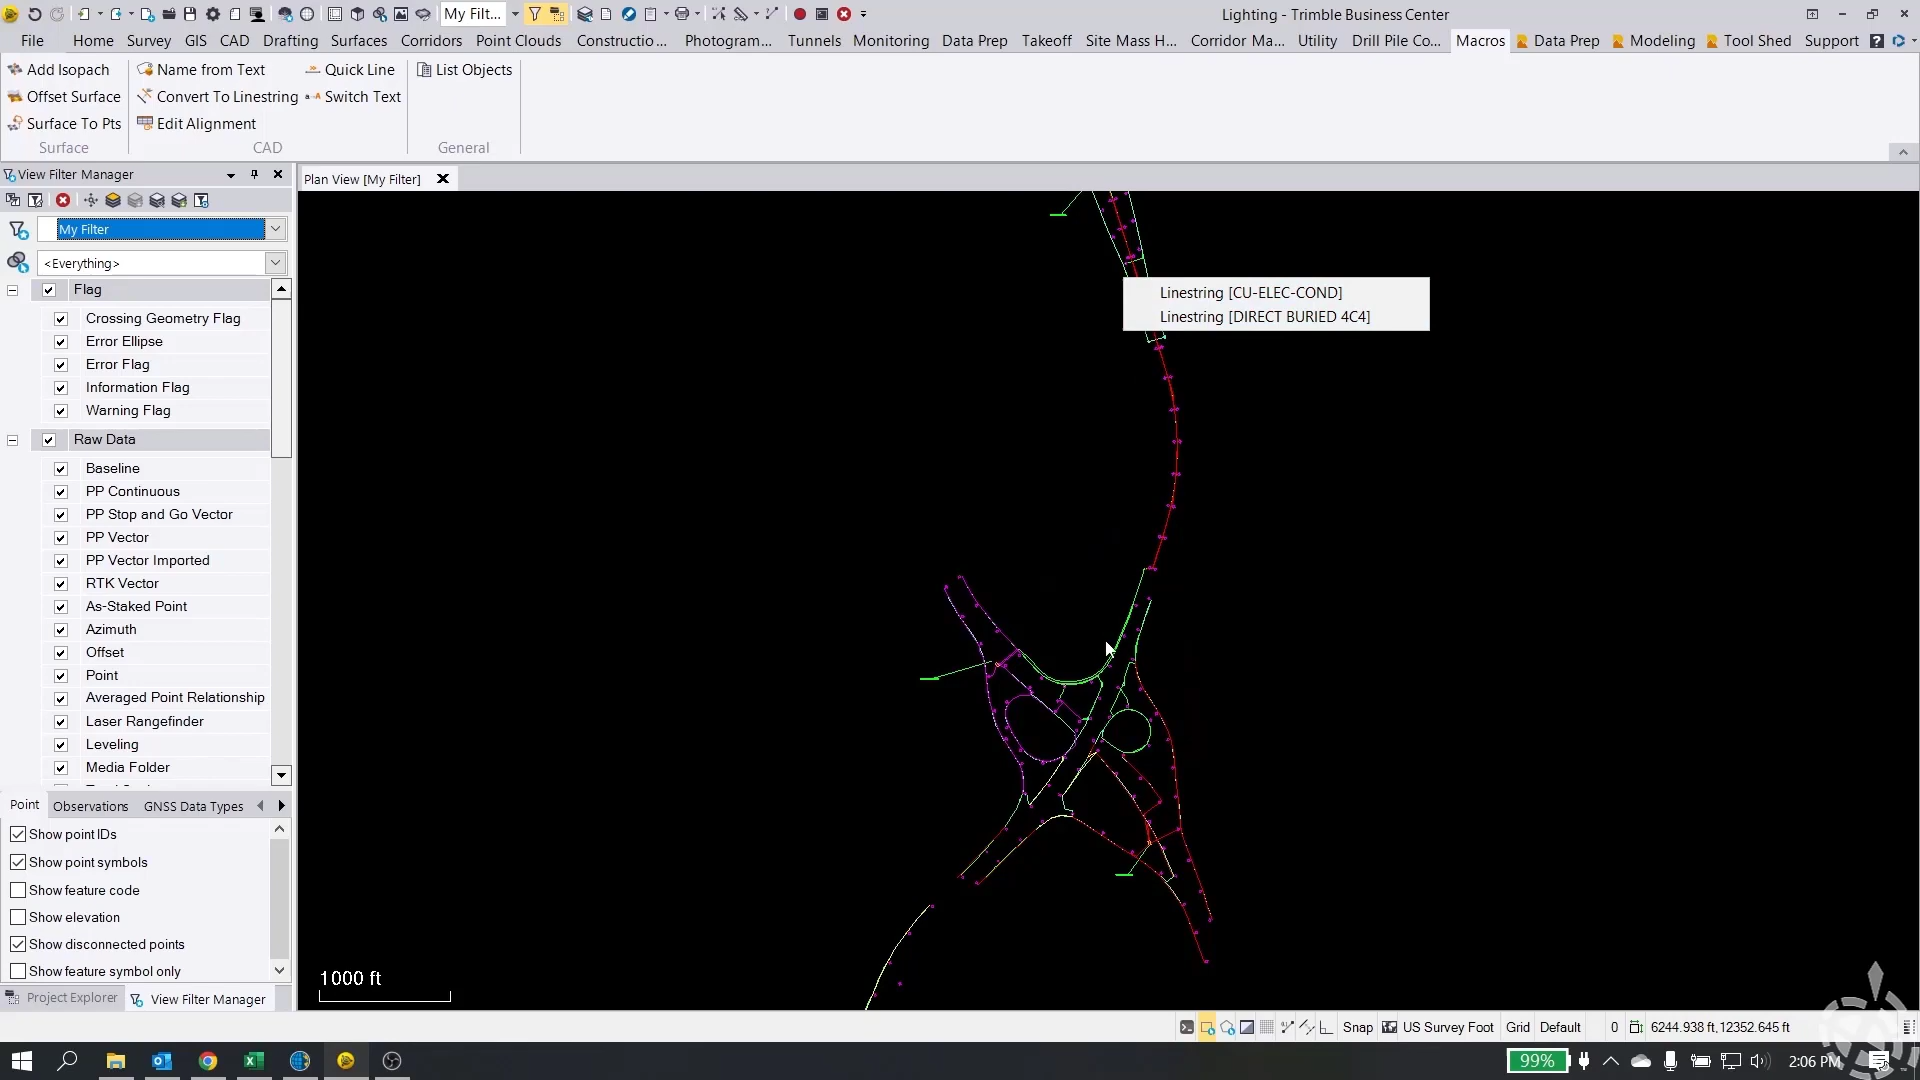 My Filt...
Lighting - Trimble Business Center
File Home Survey GIS CAD Drafting Surfaces Corridors Point Clouds Constructio... Photogram... Tunnels Monitoring Data Prep Takeoff Site Mass H... Corridor Ma... Utility Drill Pile Co... Macros Data Prep Modeling Tool Shed Support
Add Isopach Name from Text Quick Line List Objects
Offset Surface Convert To Linestring Switch Text
Surface To Pts Edit Alignment
Surface CAD General
View Filter Manager
Plan View [My Filter]
My Filter
<Everything>
Flag
Crossing Geometry Flag
Error Ellipse
Error Flag
Information Flag
Warning Flag
Raw Data
Baseline
PP Continuous
PP Stop and Go Vector
PP Vector
PP Vector Imported
RTK Vector
As-Staked Point
Azimuth
Offset
Point
Averaged Point Relationship
Laser Rangefinder
Leveling
Media Folder
Point Observations GNSS Data Types
Show point IDs
Show point symbols
Show feature code
Show elevation
Show disconnected points
Show feature symbol only
Project Explorer View Filter Manager
Linestring [CU-ELEC-COND]
Linestring [DIRECT BURIED 4C4]
1000 ft
Snap US Survey Foot Grid Default 0 6244.938 ft,12352.645 ft
99% 2:06 PM